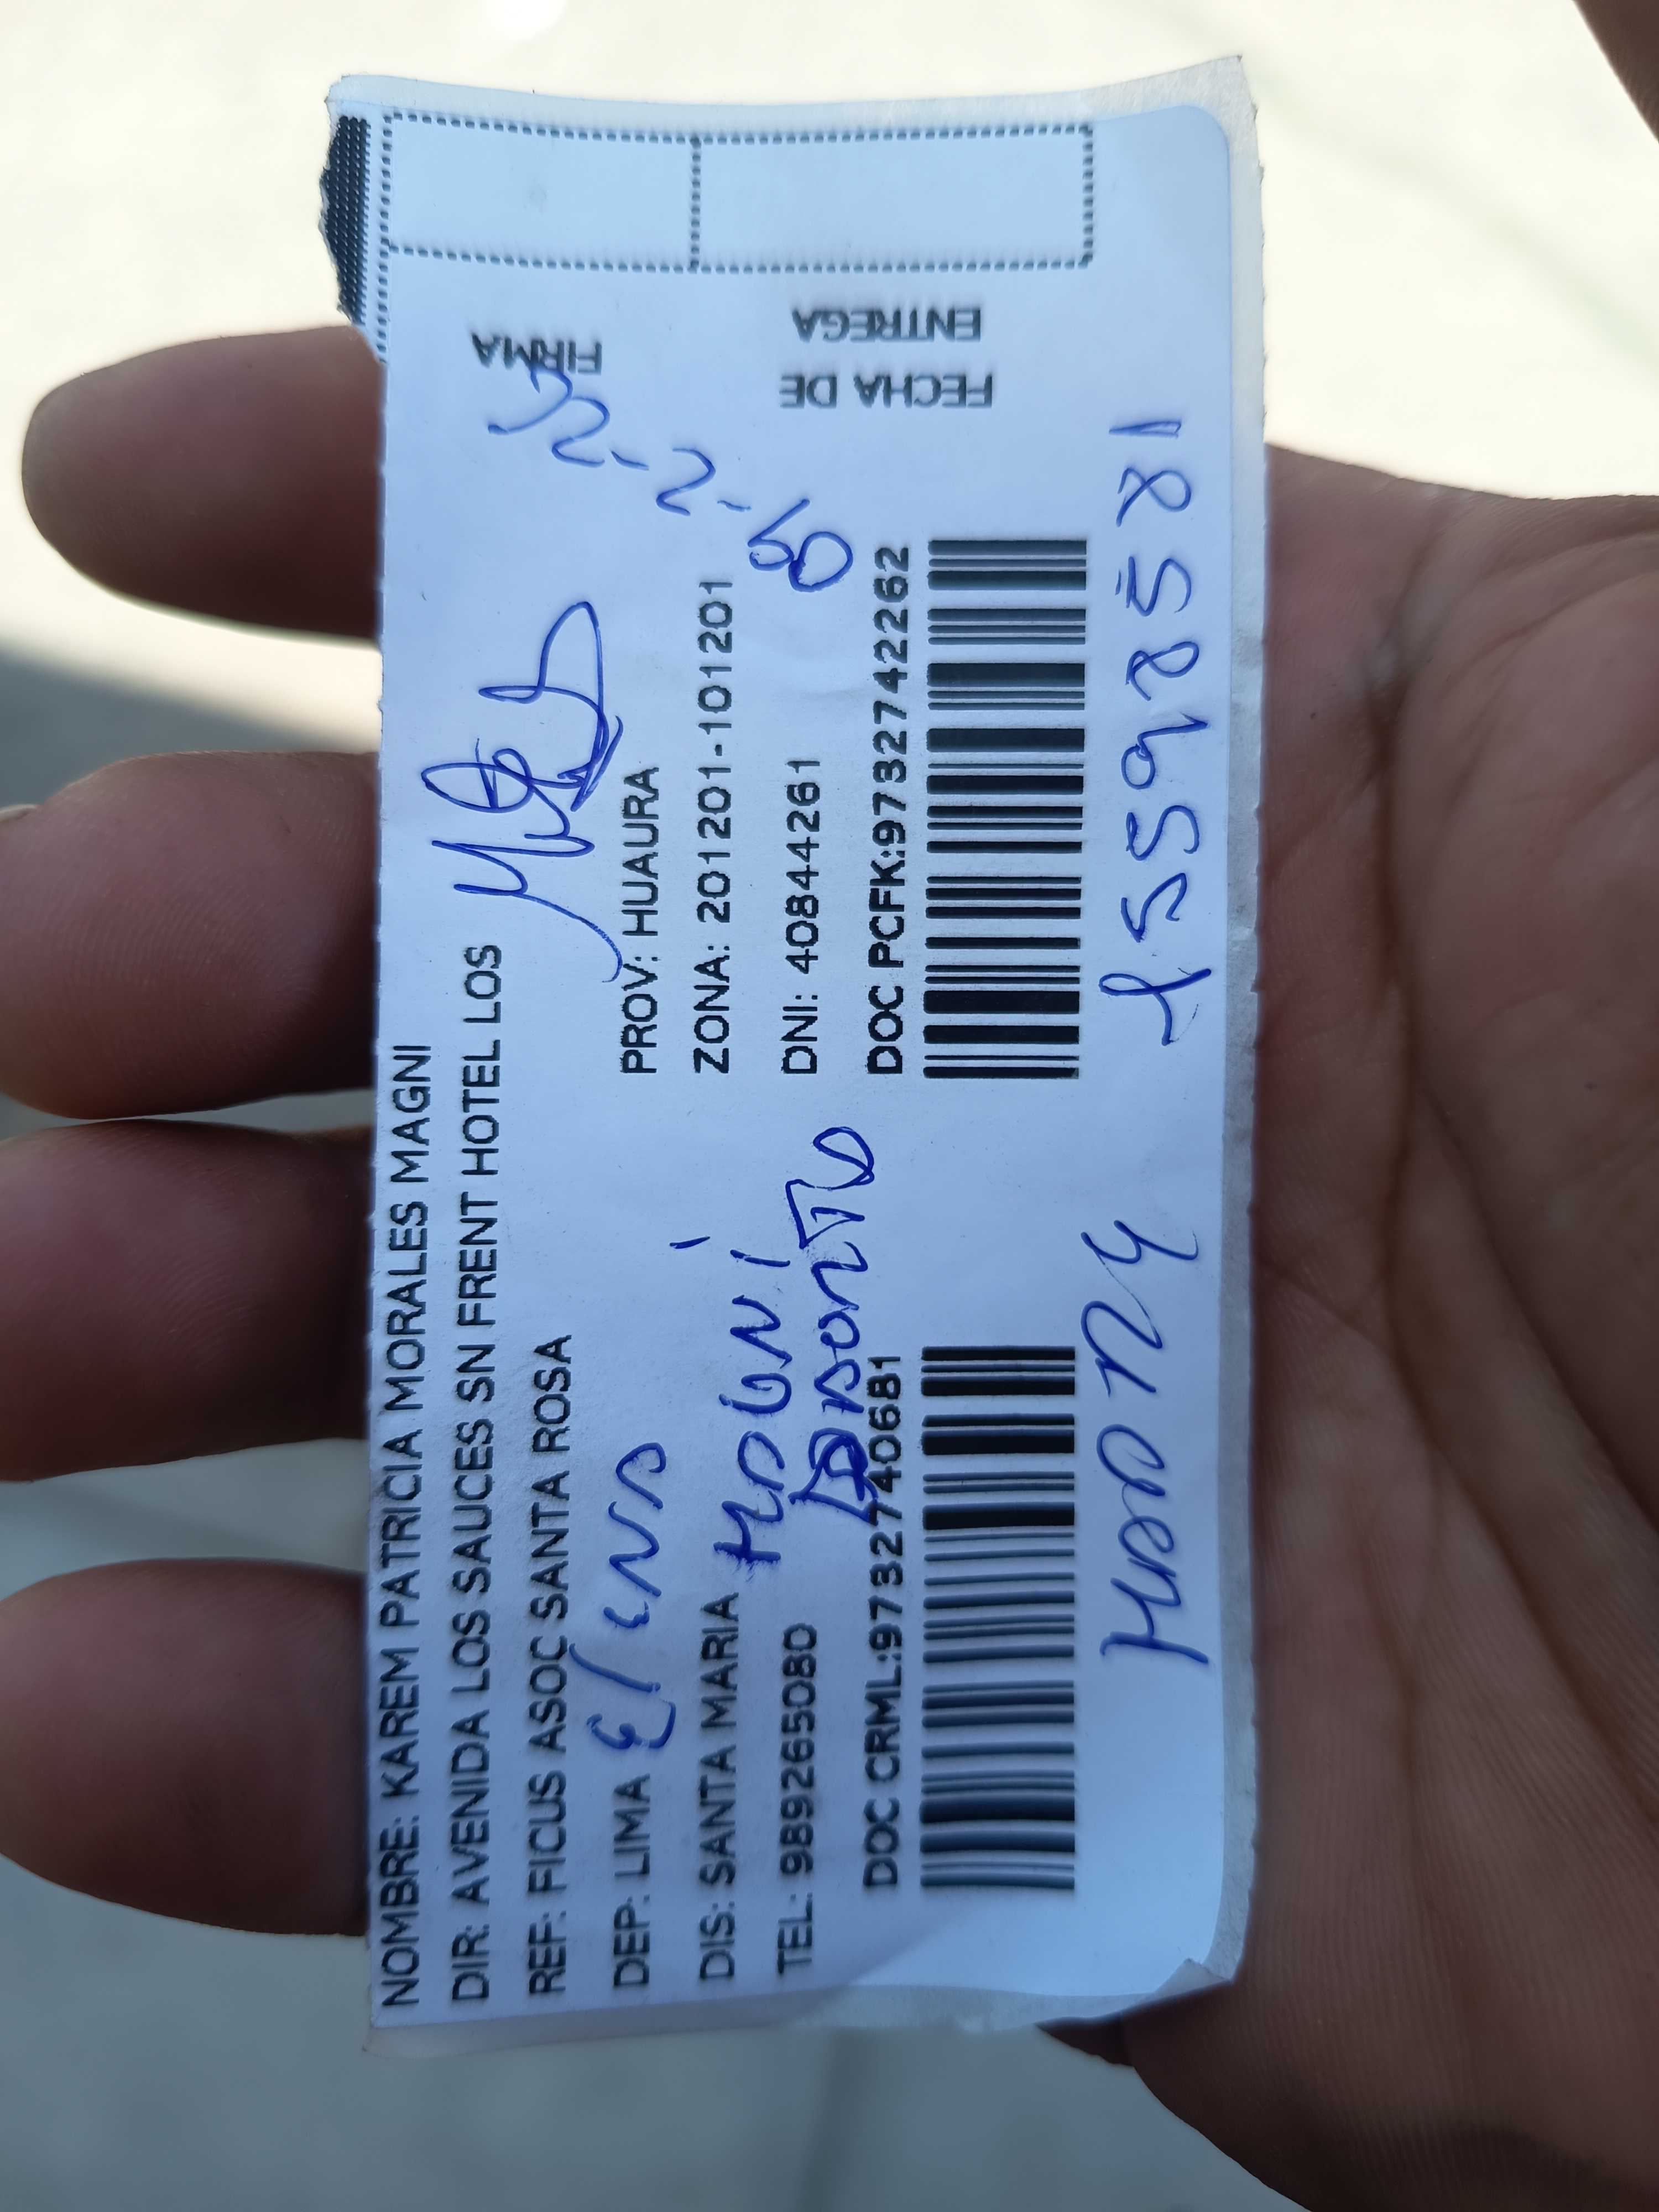 NOMBRE: KAREM PATRICIA MORALES MAGNI
DIR: AVENIDA LOS SAUCES SN FRENT HOTEL LOS
REF: FICUS ASOC SANTA ROSA
DEP: LIMA
PROV: HUAURA
DIS: SANTA MARIA
ZONA: 201201-101201
TEL: 989265080
DNI: 40844261
DOC CRML:9732740681
DOC PCFK:9732742262
FIRMA
FECHA DE
ENTREGA